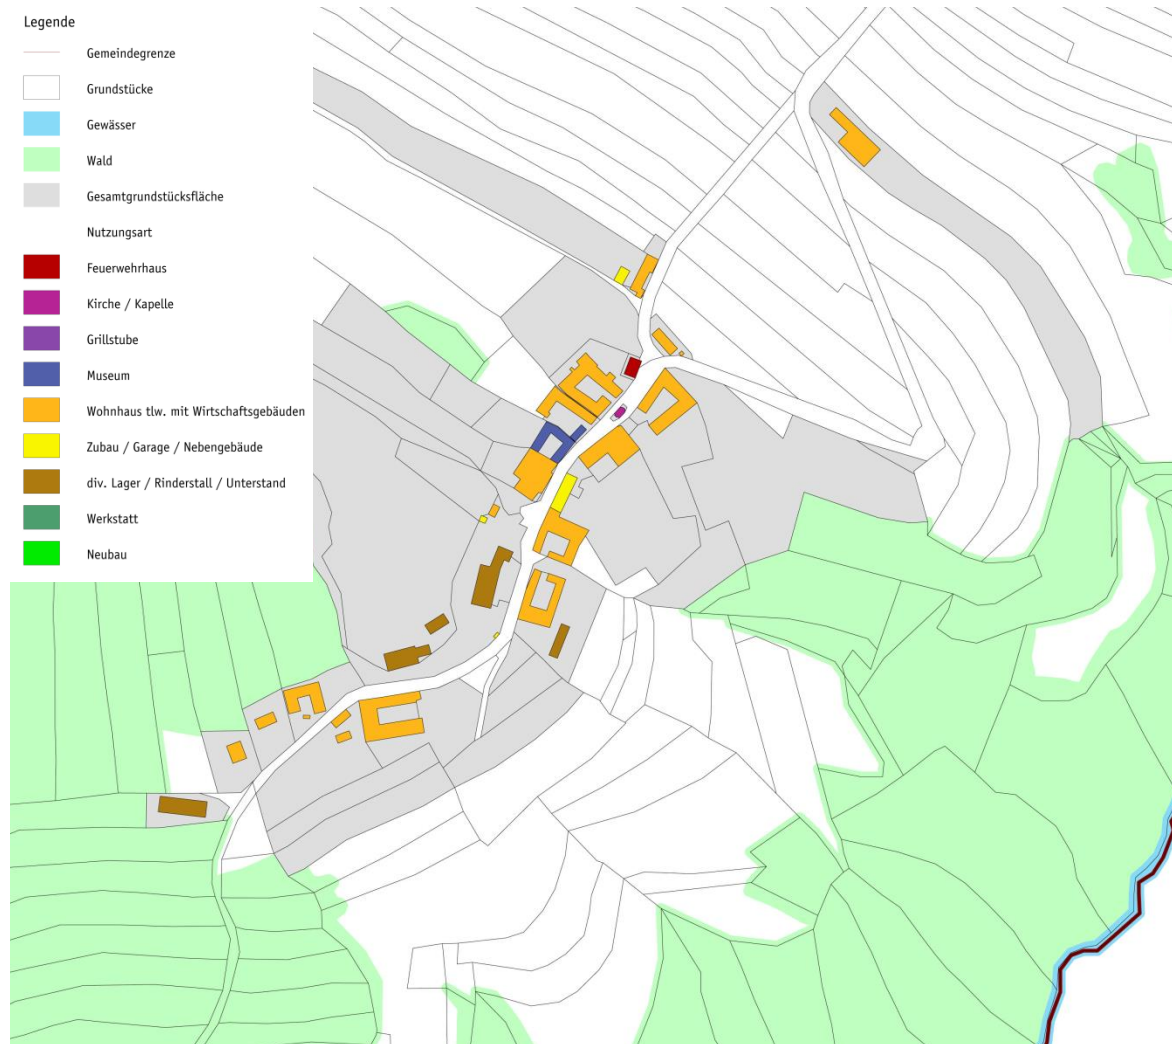 Legende
Gemeindegrenze
Grundstücke
Gewässer
Wald
Gesamtgrundstücksfläche
Nutzungsart
Feuerwehrhaus
Kirche / Kapelle
Grillstube
Museum
Wohnhaus tlw. mit Wirtschaftsgebäuden
Zubau / Garage / Nebengebäude
div. Lager / Rinderstall / Unterstand
Werkstatt
Neubau